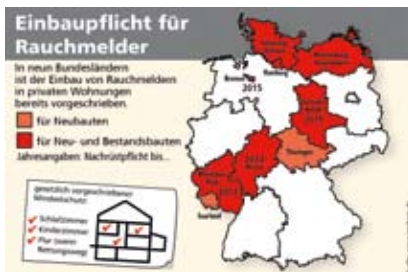 Einbaupflicht für
Rauchmelder
In neun Bundesländern
ist der Einbau von Rauchmeldern
in privaten Wohnungen
bereits vorgeschrieben.
für Neubauten
für Neu- und Bestandsbauten
Jahresangaben: Nachrüstpflicht bis...
Hamburg
Bremen
2015
Thüringen
Saarland
gesetzlich vorgeschriebener
Mindestschutz:
Schlafzimmer
Kinderzimmer
Flur (wenn
Rettungsweg)